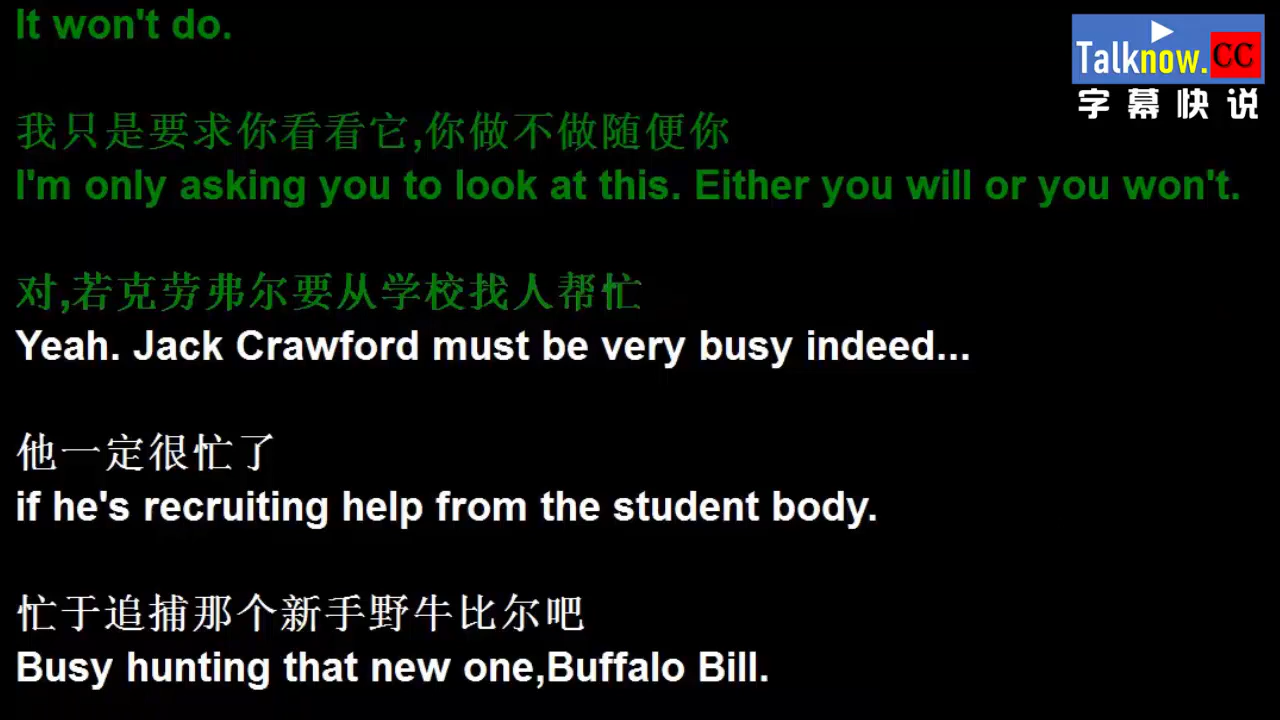 It won't do.
Talknow.CC
字幕快说
我只是要求你看看它,你做不做随便你
I'm only asking you to look at this. Either you will or you won't.
对,若克劳弗尔要从学校找人帮忙
Yeah. Jack Crawford must be very busy indeed...
他一定很忙了
if he's recruiting help from the student body.
忙于追捕那个新手野牛比尔吧
Busy hunting that new one,Buffalo Bill.